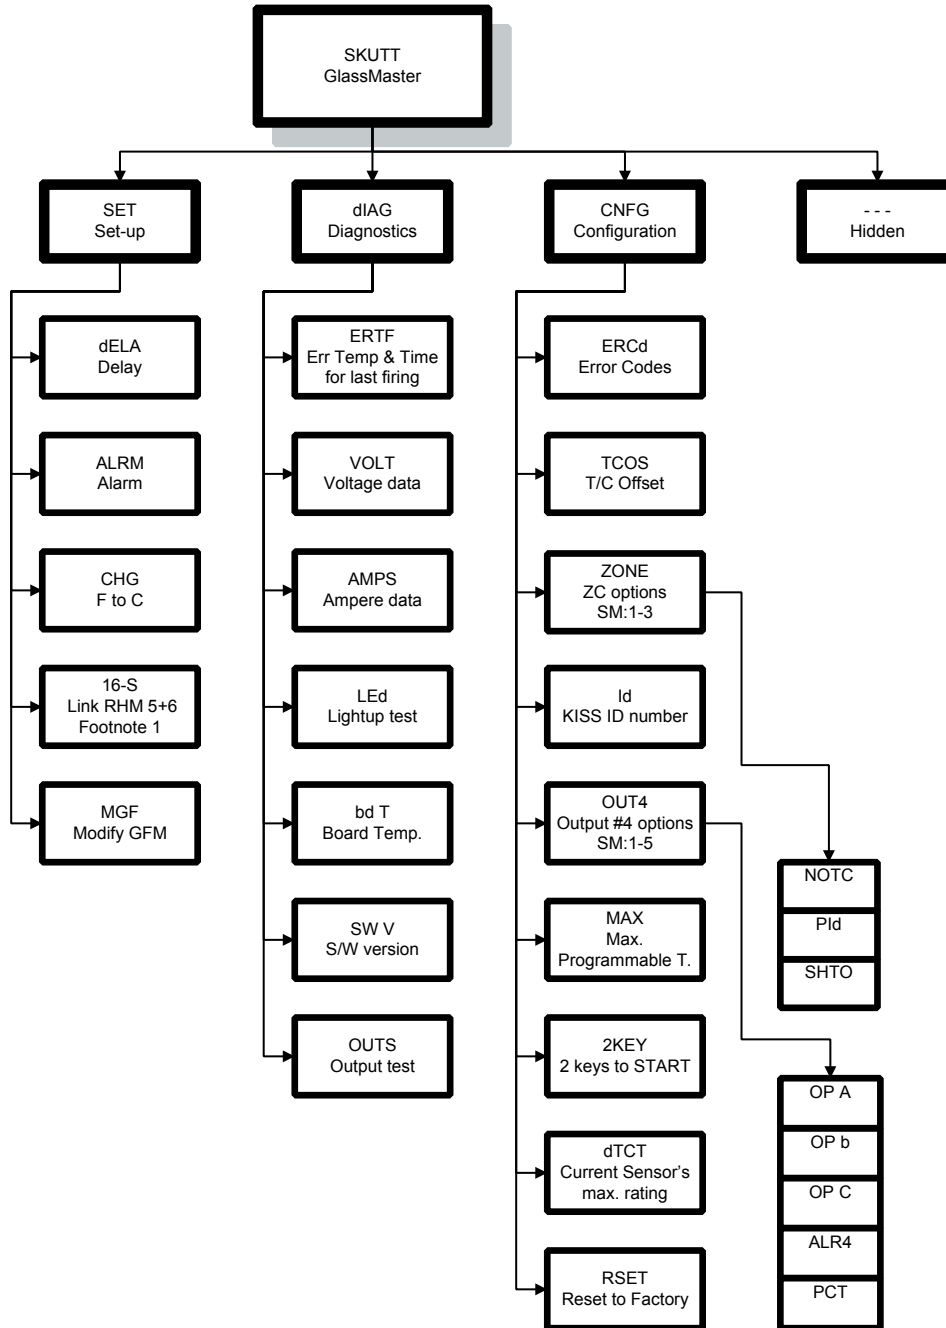 SKUTT
GlassMaster
SET
Set-up
dIAG
Diagnostics
CNFG
Configuration
- - -
Hidden
dELA
Delay
ALRM
Alarm
CHG
F to C
16-S
Link RHM 5+6
Footnote 1
MGF
Modify GFM
ERTF
Err Temp & Time
for last firing
VOLT
Voltage data
AMPS
Ampere data
LEd
Lightup test
bd T
Board Temp.
SW V
S/W version
OUTS
Output test
ERCd
Error Codes
TCOS
T/C Offset
ZONE
ZC options
SM:1-3
Id
KISS ID number
OUT4
Output #4 options
SM:1-5
MAX
Max.
Programmable T.
2KEY
2 keys to START
dTCT
Current Sensor's
max. rating
RSET
Reset to Factory
NOTC
PId
SHTO
OP A
OP b
OP C
ALR4
PCT